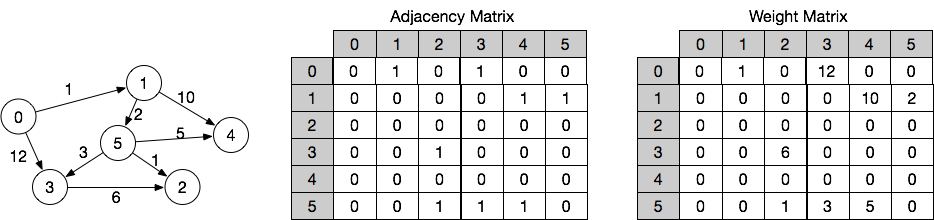 Adjacency Matrix
0 1 2 3 4 5
0 0 1 0 1 0 0
1 0 0 0 0 1 1
2 0 0 0 0 0 0
3 0 0 1 0 0 0
4 0 0 0 0 0 0
5 0 0 1 1 1 0
Weight Matrix
0 1 2 3 4 5
0 0 1 0 12 0 0
1 0 0 0 0 10 2
2 0 0 0 0 0 0
3 0 0 6 0 0 0
4 0 0 0 0 0 0
5 0 0 1 3 5 0
1
1
10
0
2
5
5
4
12
3
1
3
2
6